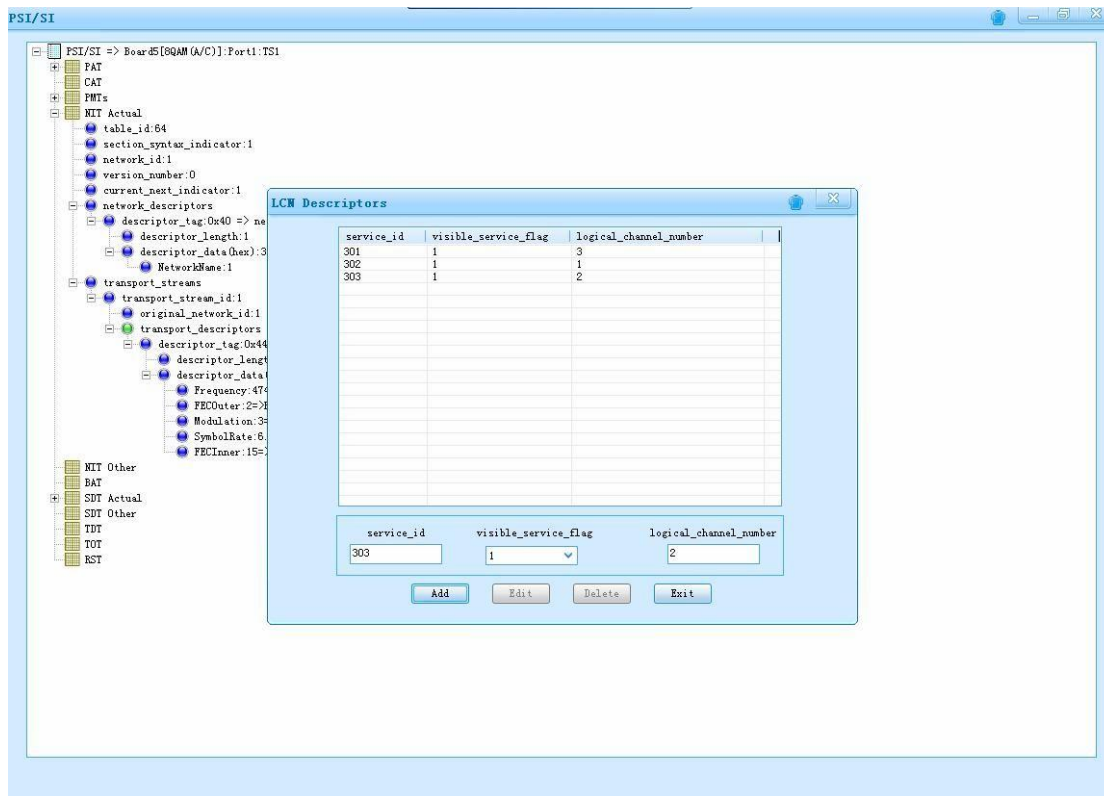 PSI/SI
PSI/SI => Board5[8QAM(A/C)]:Port1:TS1
PAT
CAT
PMTs
NIT Actual
table_id:64
section_syntax_indicator:1
network_id:1
version_number:0
current_next_indicator:1
network_descriptors
descriptor_tag:0x40 => ne
descriptor_length:1
descriptor_data(hex):3
NetworkName:1
transport_streams
transport_stream_id:1
original_network_id:1
transport_descriptors
descriptor_tag:0x44
descriptor_lengt
descriptor_data
Frequency:474
FECOuter:2=>
Modulation:3=
SymbolRate:6.
FECInner:15=
NIT Other
BAT
SDT Actual
SDT Other
TDT
TOT
RST
LCN Descriptors
service_id visible_service_flag logical_channel_number
301 1 3
302 1 1
303 1 2
service_id visible_service_flag logical_channel_number
303 1 2
Add Edit Delete Exit